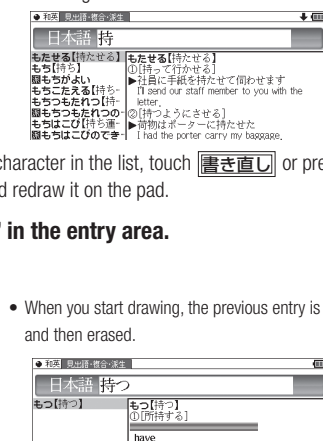 和英 見出語・複合・派生
日本語 持
もたせる【持たせる】
もち【持ち】
もちがよい
もちこたえる【持ち-
もちつもたれつ【持-
もちつもたれつの-
もちはこび【持ち運-
もちはこびのでき-
もたせる【持たせる】
①[持って行かせる]
▶社員に手紙を持たせて伺わせます
I'll send our staff member to you with the
letter.
②[持つようにさせる]
▶荷物はポーターに持たせた
I had the porter carry my baggage.
character in the list, touch 書き直し or pre
d redraw it on the pad.
' in the entry area.
• When you start drawing, the previous entry is
and then erased.
和英 見出語・複合・派生
日本語 持つ
もつ【持つ】
もつ【持つ】
①[所持する]
have